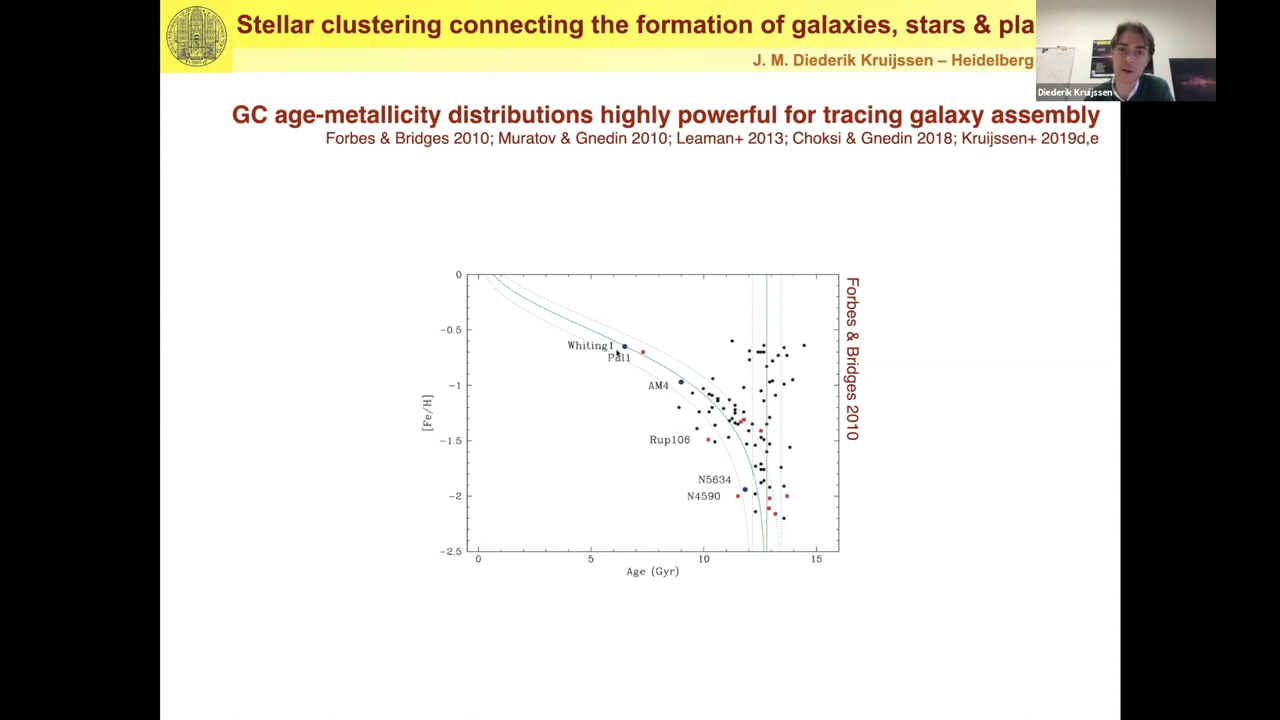 Stellar clustering connecting the formation of galaxies, stars & pla
J. M. Diederik Kruijssen – Heidelberg
Diederik Kruijssen
GC age-metallicity distributions highly powerful for tracing galaxy assembly
Forbes & Bridges 2010; Muratov & Gnedin 2010; Leaman+ 2013; Choksi & Gnedin 2018; Kruijssen+ 2019d,e
0
−0.5
−1
−1.5
−2
−2.5
[Fe/H]
Whiting1
Pal1
AM4
Rup106
N5634
N4590
0 5 10 15
Age (Gyr)
Forbes & Bridges 2010